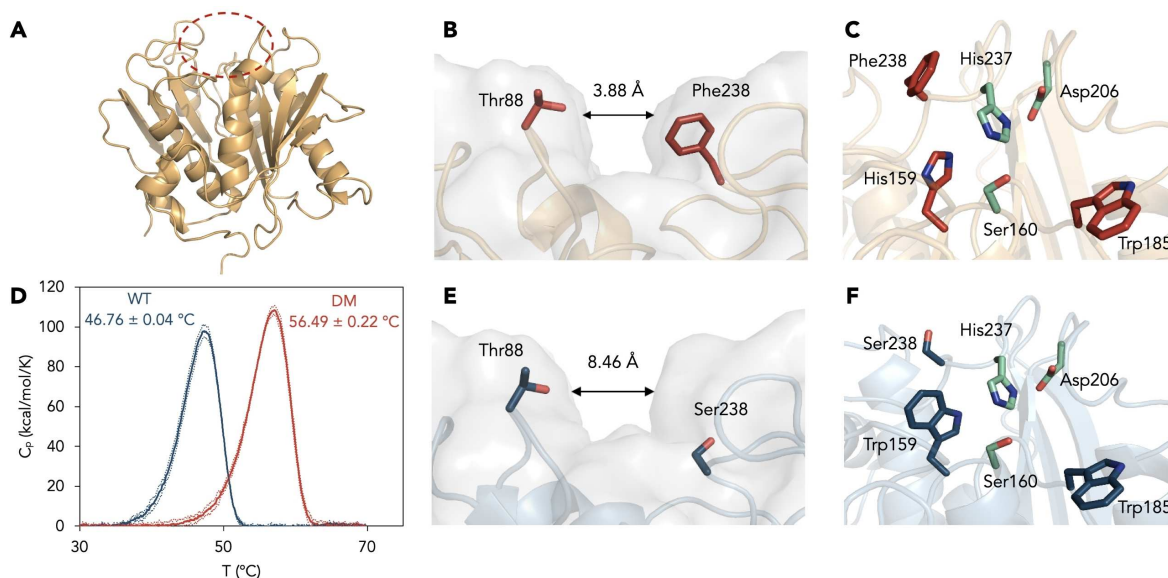 A
B
Thr88
3.88 Å
Phe238
C
Phe238
His237
Asp206
His159
Ser160
Trp185
D
120
100
80
60
40
20
0
Cₚ (kcal/mol/K)
WT
46.76 ± 0.04 °C
DM
56.49 ± 0.22 °C
30
50
70
T (°C)
E
Thr88
8.46 Å
Ser238
F
Ser238
His237
Asp206
Trp159
Ser160
Trp185